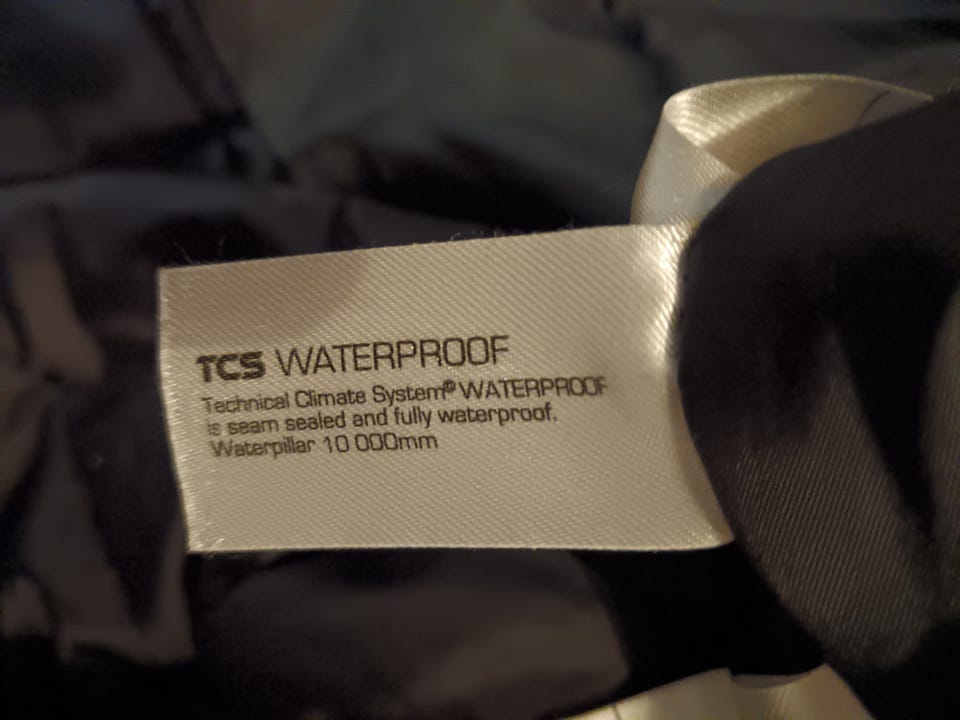 TCS WATERPROOF
Technical Climate System® WATERPROOF
is seam sealed and fully waterproof.
Waterpillar 10 000mm